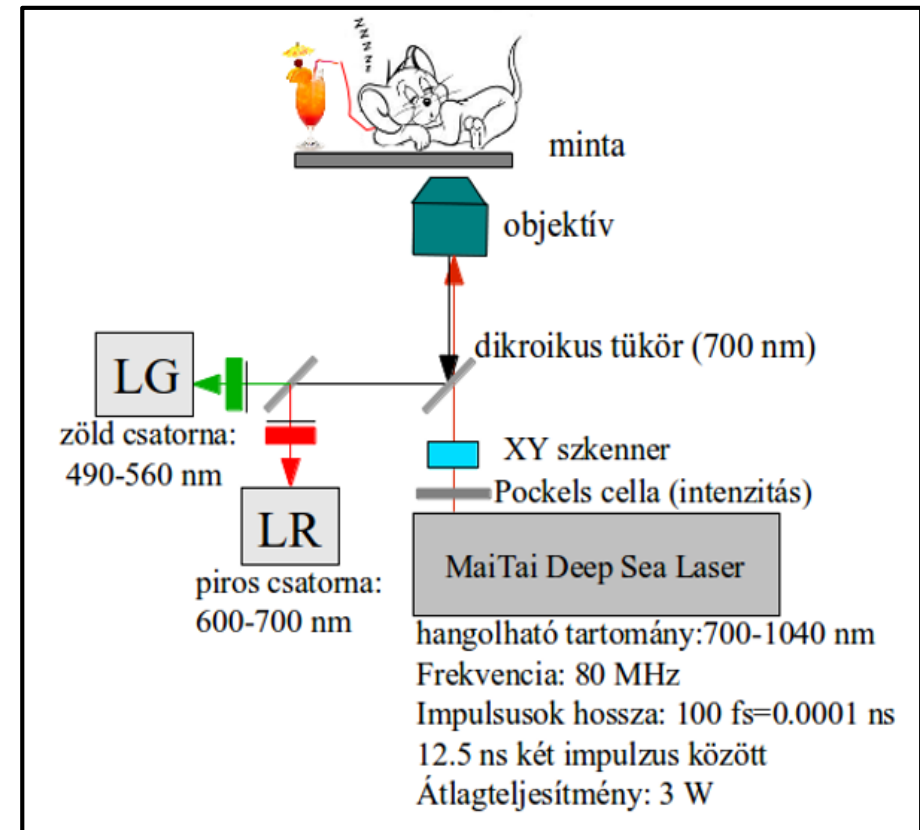 zzzzz
minta
objektív
dikroikus tükör (700 nm)
LG
zöld csatorna:
490-560 nm
XY szkenner
Pockels cella (intenzitás)
LR
piros csatorna:
600-700 nm
MaiTai Deep Sea Laser
hangolható tartomány:700-1040 nm
Frekvencia: 80 MHz
Impulsusok hossza: 100 fs=0.0001 ns
12.5 ns két impulzus között
Átlagteljesítmény: 3 W